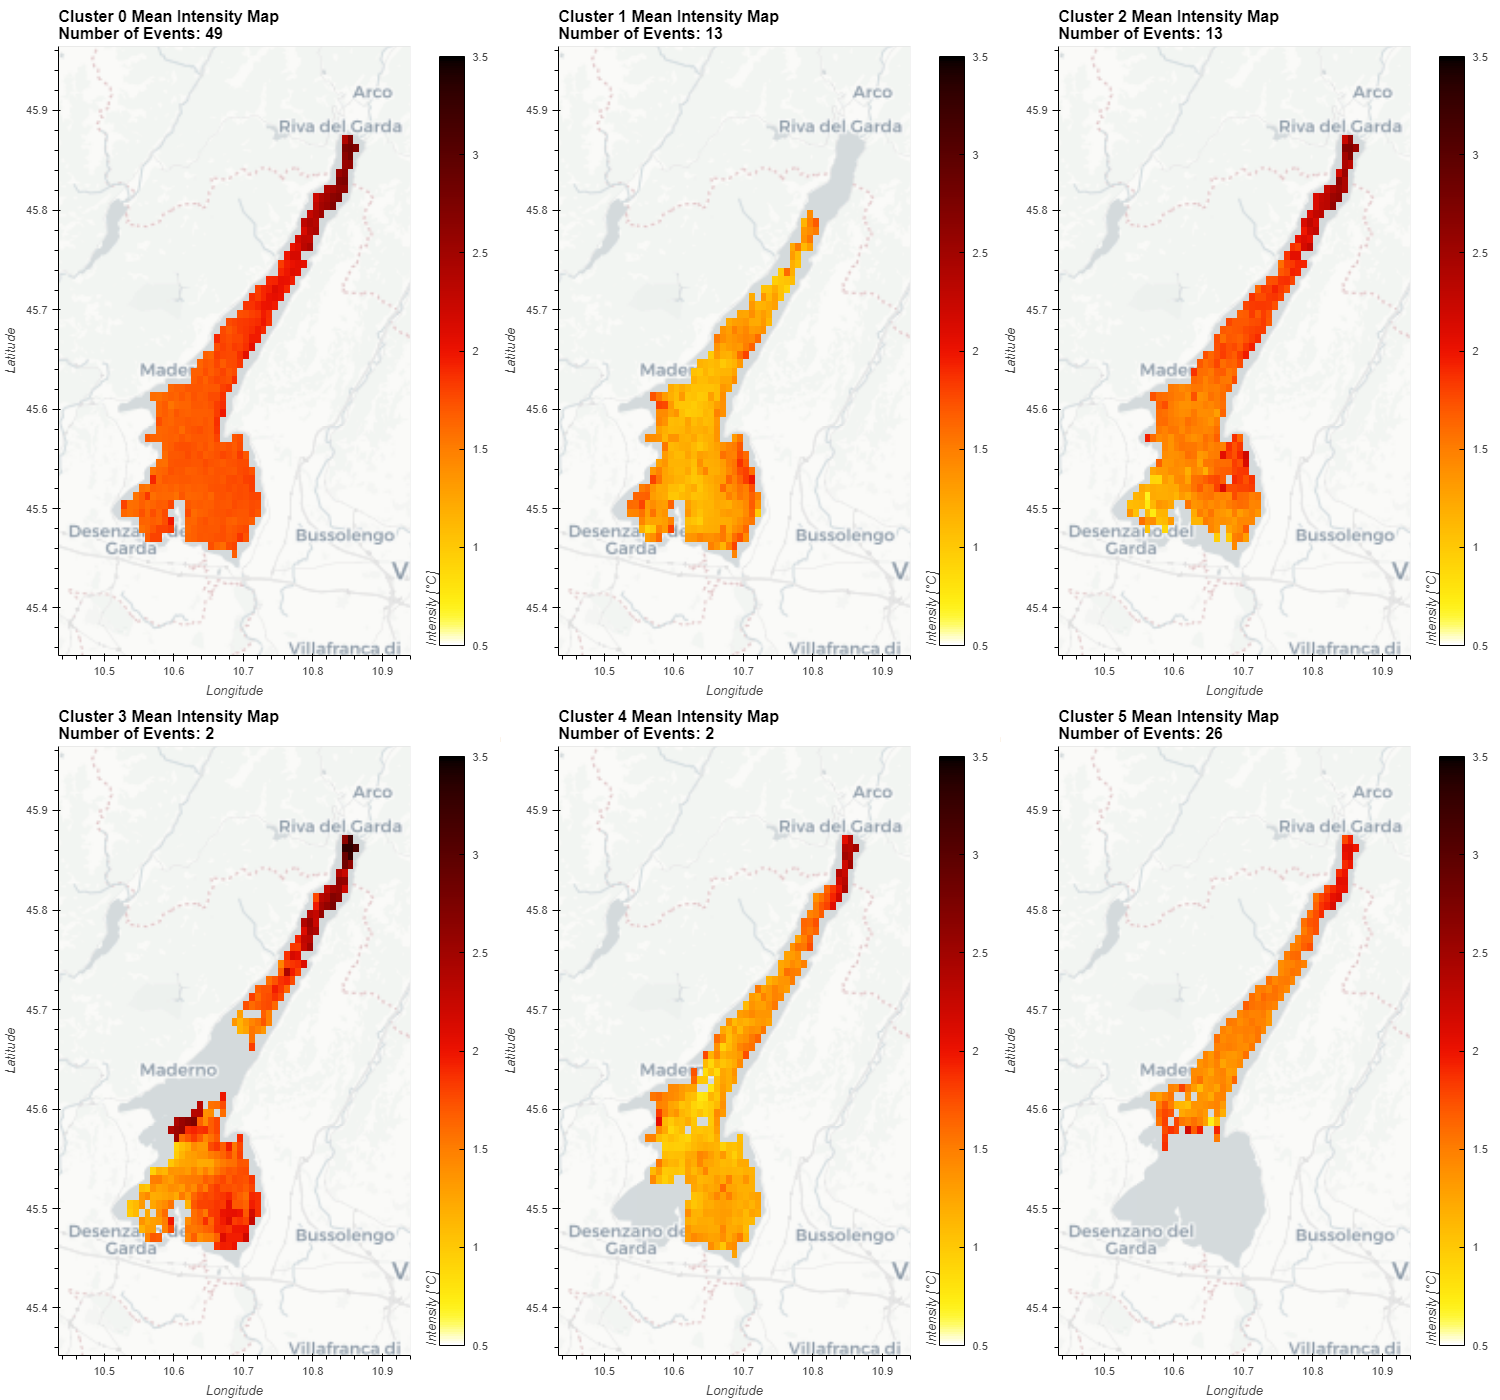 Cluster 0 Mean Intensity Map
Number of Events: 49
3.5
3
2.5
2
1.5
1
0.5
Intensity [°C]
45.9
45.8
45.7
45.6
45.5
45.4
Latitude
Arco
Riva del Garda
Mader
Desenzano de
Garda
Bussolengo
V
Villafranca di
10.5
10.6
10.7
10.8
10.9
Longitude
Cluster 1 Mean Intensity Map
Number of Events: 13
3.5
3
2.5
2
1.5
1
0.5
Intensity [°C]
45.9
45.8
45.7
45.6
45.5
45.4
Latitude
Arco
Riva del Garda
Mader
Desenzano de
Garda
Bussolengo
V
Villafranca di
10.5
10.6
10.7
10.8
10.9
Longitude
Cluster 2 Mean Intensity Map
Number of Events: 13
3.5
3
2.5
2
1.5
1
0.5
Intensity [°C]
45.9
45.8
45.7
45.6
45.5
45.4
Latitude
Arco
Riva del Garda
Mader
Desenzano del
Garda
Bussolengo
V
Villafranca di
10.5
10.6
10.7
10.8
10.9
Longitude
Cluster 3 Mean Intensity Map
Number of Events: 2
3.5
3
2.5
2
1.5
1
0.5
Intensity [°C]
45.9
45.8
45.7
45.6
45.5
45.4
Latitude
Arco
Riva del Garda
Maderno
Desenzano de
Garda
Bussolengo
V
Villafranca di
10.5
10.6
10.7
10.8
10.9
Longitude
Cluster 4 Mean Intensity Map
Number of Events: 2
3.5
3
2.5
2
1.5
1
0.5
Intensity [°C]
45.9
45.8
45.7
45.6
45.5
45.4
Latitude
Arco
Riva del Garda
Mader
Desenzano de
Garda
Bussolengo
V
Villafranca di
10.5
10.6
10.7
10.8
10.9
Longitude
Cluster 5 Mean Intensity Map
Number of Events: 26
3.5
3
2.5
2
1.5
1
0.5
Intensity [°C]
45.9
45.8
45.7
45.6
45.5
45.4
Latitude
Arco
Riva del Garda
Mader
Desenzano del
Garda
Bussolengo
V
Villafranca di
10.5
10.6
10.7
10.8
10.9
Longitude